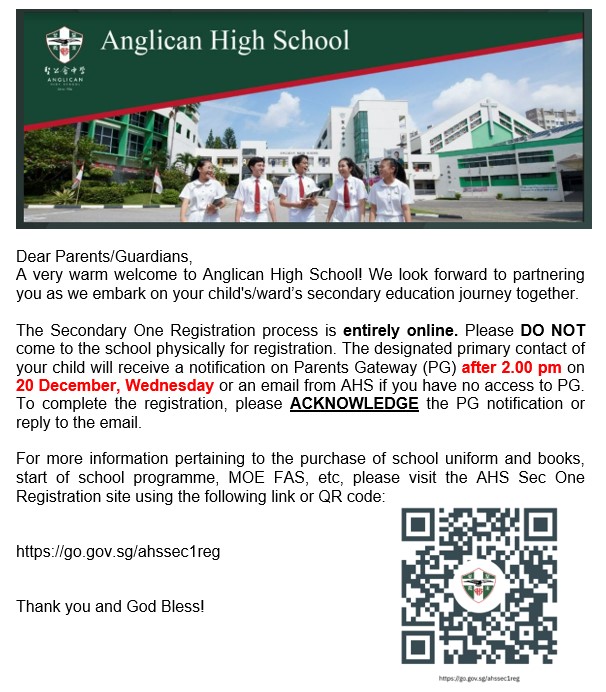 Anglican High School
聖公會中學
ANGLICAN
HIGH SCHOOL
Dear Parents/Guardians,
A very warm welcome to Anglican High School! We look forward to partnering
you as we embark on your child's/ward’s secondary education journey together.
The Secondary One Registration process is entirely online. Please DO NOT
come to the school physically for registration. The designated primary contact of
your child will receive a notification on Parents Gateway (PG) after 2.00 pm on
20 December, Wednesday or an email from AHS if you have no access to PG.
To complete the registration, please ACKNOWLEDGE the PG notification or
reply to the email.
For more information pertaining to the purchase of school uniform and books,
start of school programme, MOE FAS, etc, please visit the AHS Sec One
Registration site using the following link or QR code:
https://go.gov.sg/ahssec1reg
Thank you and God Bless!
https://go.gov.sg/ahssec1reg